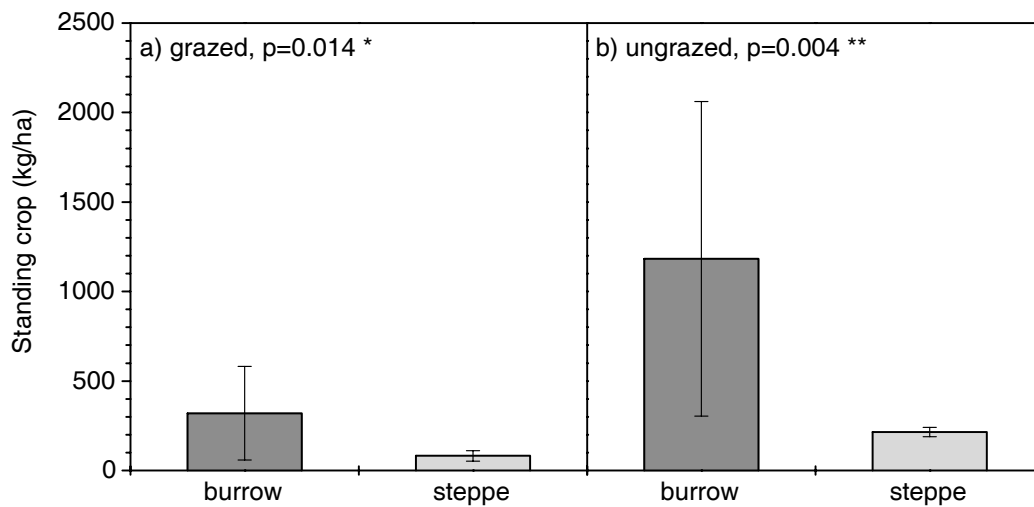 2500
2000
1500
1000
500
0
Standing crop (kg/ha)
a) grazed, p=0.014 *
b) ungrazed, p=0.004 **
burrow
steppe
burrow
steppe